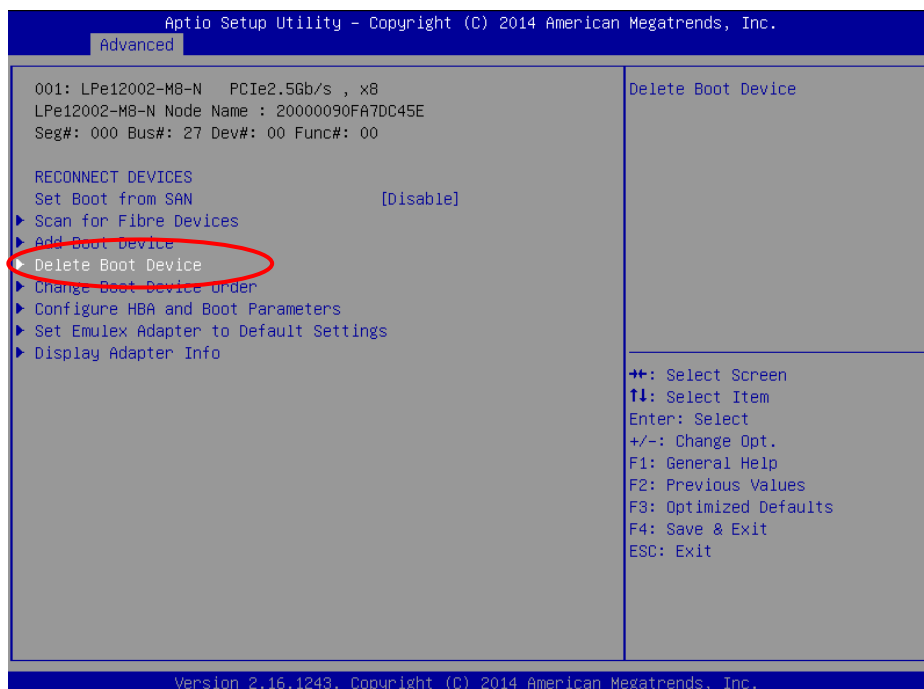 Aptio Setup Utility – Copyright (C) 2014 American Megatrends, Inc.
Advanced
001: LPe12002-M8-N PCIe2.5Gb/s , x8
LPe12002-M8-N Node Name : 20000090FA7DC45E
Seg#: 000 Bus#: 27 Dev#: 00 Func#: 00
RECONNECT DEVICES
Set Boot from SAN [Disable]
Scan for Fibre Devices
Add Boot Device
Delete Boot Device
Change Boot Device Order
Configure HBA and Boot Parameters
Set Emulex Adapter to Default Settings
Display Adapter Info
Delete Boot Device
→←: Select Screen
↑↓: Select Item
Enter: Select
+/-: Change Opt.
F1: General Help
F2: Previous Values
F3: Optimized Defaults
F4: Save & Exit
ESC: Exit
Version 2.16.1243. Copyright (C) 2014 American Megatrends, Inc.